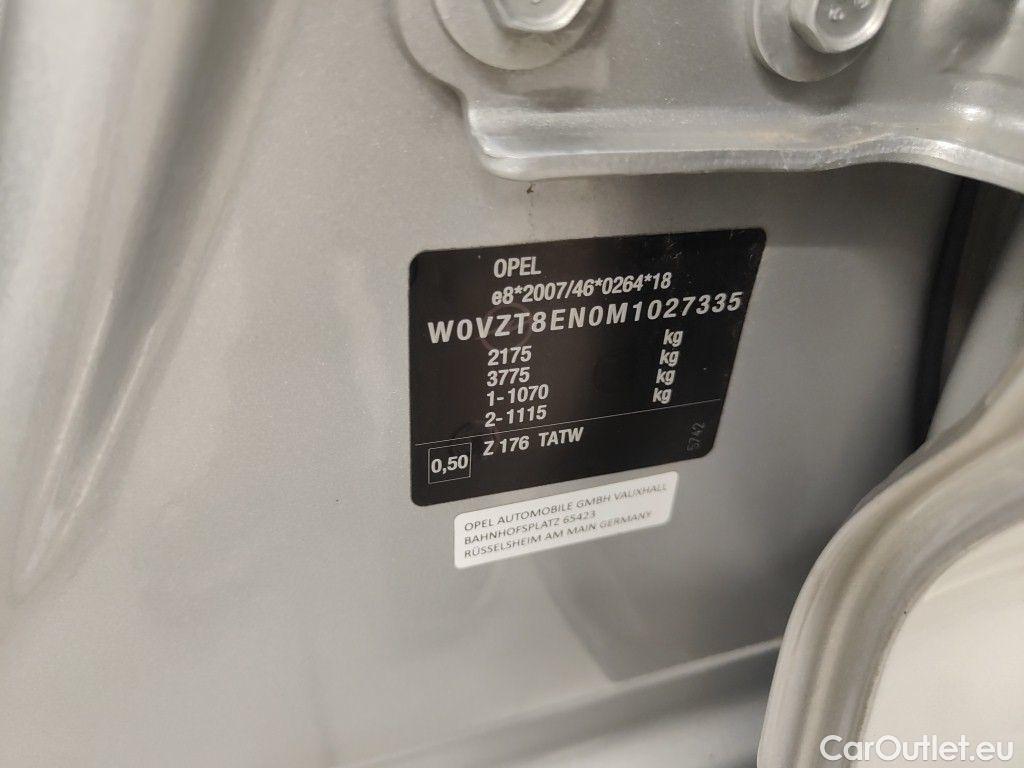 OPEL
e8*2007/46*0264*18
W0VZT8EN0M1027335
2175 kg
3775 kg
1-1070 kg
2-1115 kg
0,50 Z 176 TATW
5742
OPEL AUTOMOBILE GMBH VAUXHALL
BAHNHOFSPLATZ 65423
RÜSSELSHEIM AM MAIN GERMANY
CarOutlet.eu